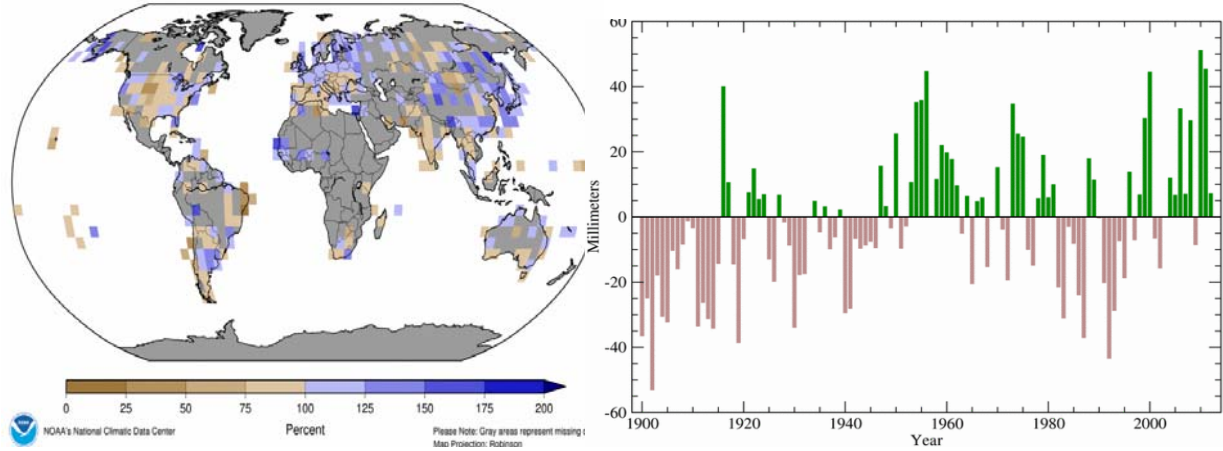 0 25 50 75 100 125 150 175 200
Percent
NOAA's National Climatic Data Center
Please Note: Gray areas represent missing
Map Projection: Robinson
60
40
20
0
-20
-40
-60
Millimeters
1900 1920 1940 1960 1980 2000
Year